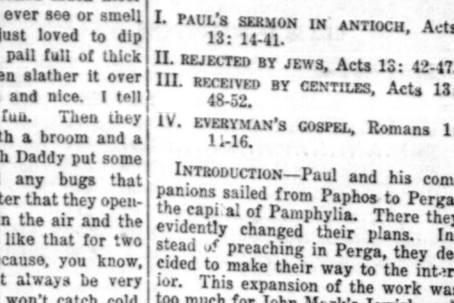 ever see or smell
just loved to dip
pail full of thick
slather it over
and nice. I tell
fun. Then they
a broom and a
Daddy put some
any bugs that
that they open-
the air and the
like that for two
cause, you know,
always be very
won't catch cold
I. PAUL'S SERMON IN ANTIOCH, Acts
13: 14-41.
II. REJECTED BY JEWS, Acts 13: 42-47.
III. RECEIVED BY GENTILES, Acts 13:
48-52.
IV. EVERYMAN'S GOSPEL, Romans 1
-16.
INTRODUCTION—Paul and his com-
panions sailed from Paphos to Perga
the capital of Pamphylia. There they
evidently changed their plans. In-
stead of preaching in Perga, they de-
cided to make their way to the inter-
ior. This expansion of the work was
too much for John Mark's